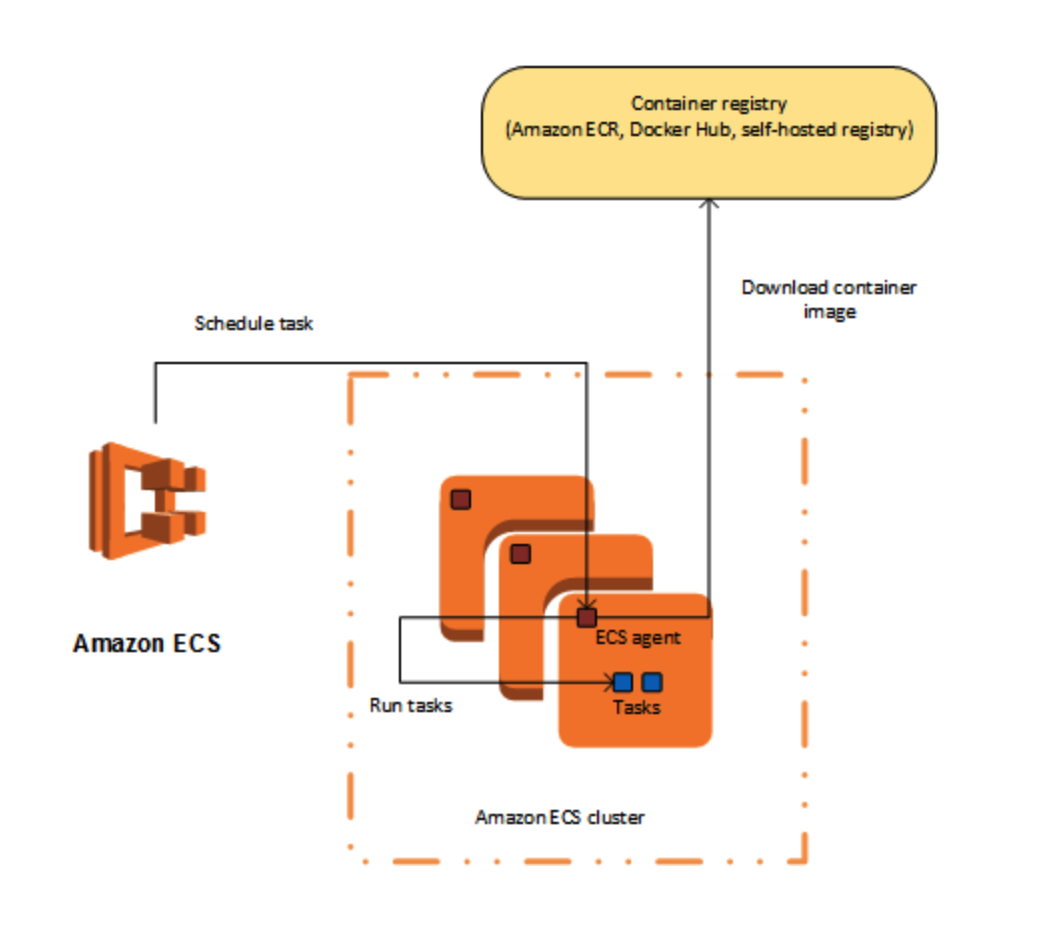 Container registry
(Amazon ECR, Docker Hub, self-hosted registry)
Download container
image
Schedule task
Amazon ECS
ECS agent
Run tasks
Tasks
Amazon ECS cluster